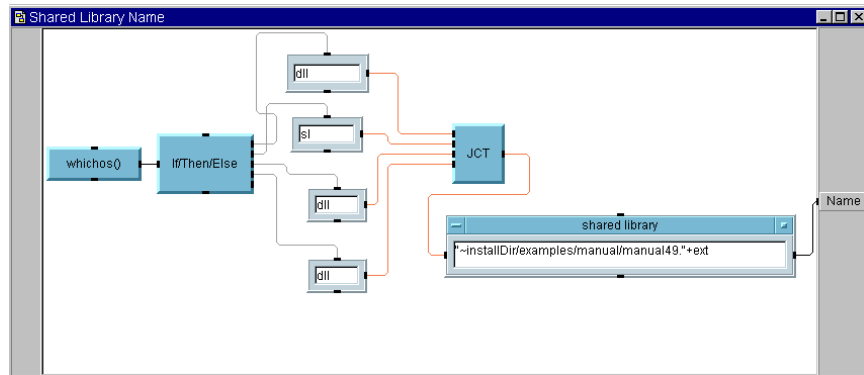 Shared Library Name
dll
sl
whichos()
If/Then/Else
JCT
dll
Name
shared library
"~installDir/examples/manual/manual49."+ext
dll